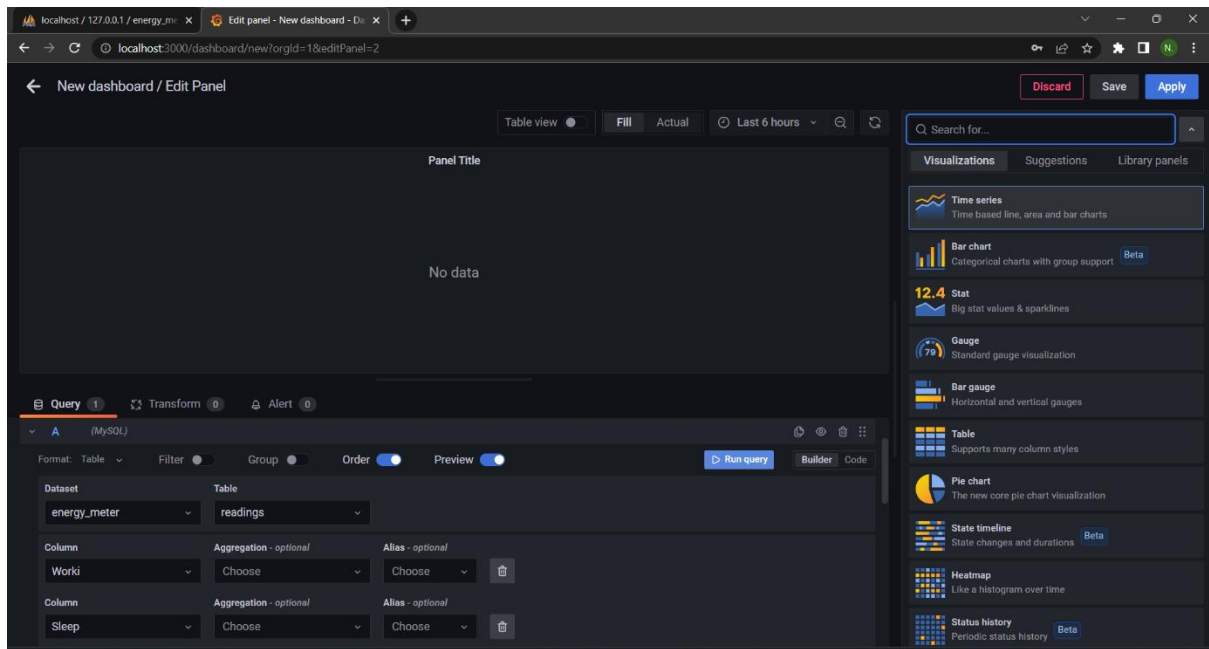 localhost / 127.0.0.1 / energy_me
Edit panel - New dashboard - Da
localhost:3000/dashboard/new?orgId=1&editPanel=2
N.
New dashboard / Edit Panel
Discard Save Apply
Table view Fill Actual Last 6 hours
Search for...
Panel Title
No data
Visualizations Suggestions Library panels
Time series
Time based line, area and bar charts
Bar chart
Categorical charts with group support Beta
12.4 Stat
Big stat values & sparklines
79 Gauge
Standard gauge visualization
Bar gauge
Horizontal and vertical gauges
Table
Supports many column styles
Pie chart
The new core pie chart visualization
State timeline
State changes and durations Beta
Heatmap
Like a histogram over time
Status history
Periodic status history Beta
Query 1 Transform 0 Alert 0
A (MySQL)
Format: Table Filter Group Order Preview Run query Builder Code
Dataset Table
energy_meter readings
Column Aggregation - optional Alias - optional
Worki Choose Choose
Column Aggregation - optional Alias - optional
Sleep Choose Choose